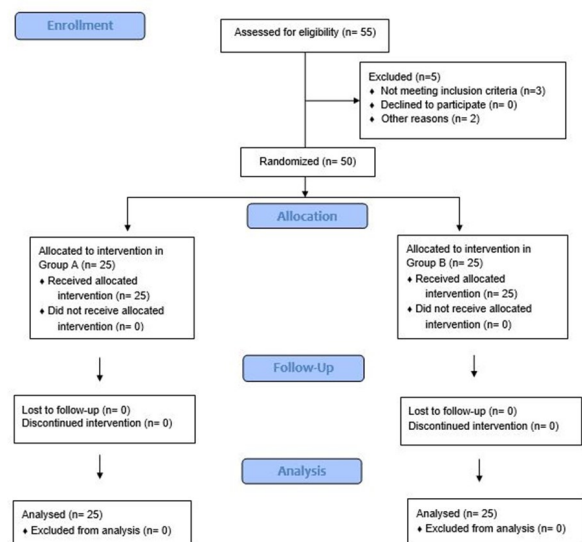 Enrollment
Assessed for eligibility (n= 55)
Excluded (n=5)
♦ Not meeting inclusion criteria (n=3)
♦ Declined to participate (n= 0)
♦ Other reasons (n= 2)
Randomized (n= 50)
Allocation
Allocated to intervention in
Group A (n= 25)
♦ Received allocated
intervention (n= 25)
♦ Did not receive allocated
intervention (n= 0)
Allocated to intervention in
Group B (n= 25)
♦ Received allocated
intervention (n= 25)
♦ Did not receive allocated
intervention (n= 0)
Follow-Up
Lost to follow-up (n= 0)
Discontinued intervention (n= 0)
Lost to follow-up (n= 0)
Discontinued intervention (n= 0)
Analysis
Analysed (n= 25)
♦ Excluded from analysis (n= 0)
Analysed (n= 25)
♦ Excluded from analysis (n= 0)